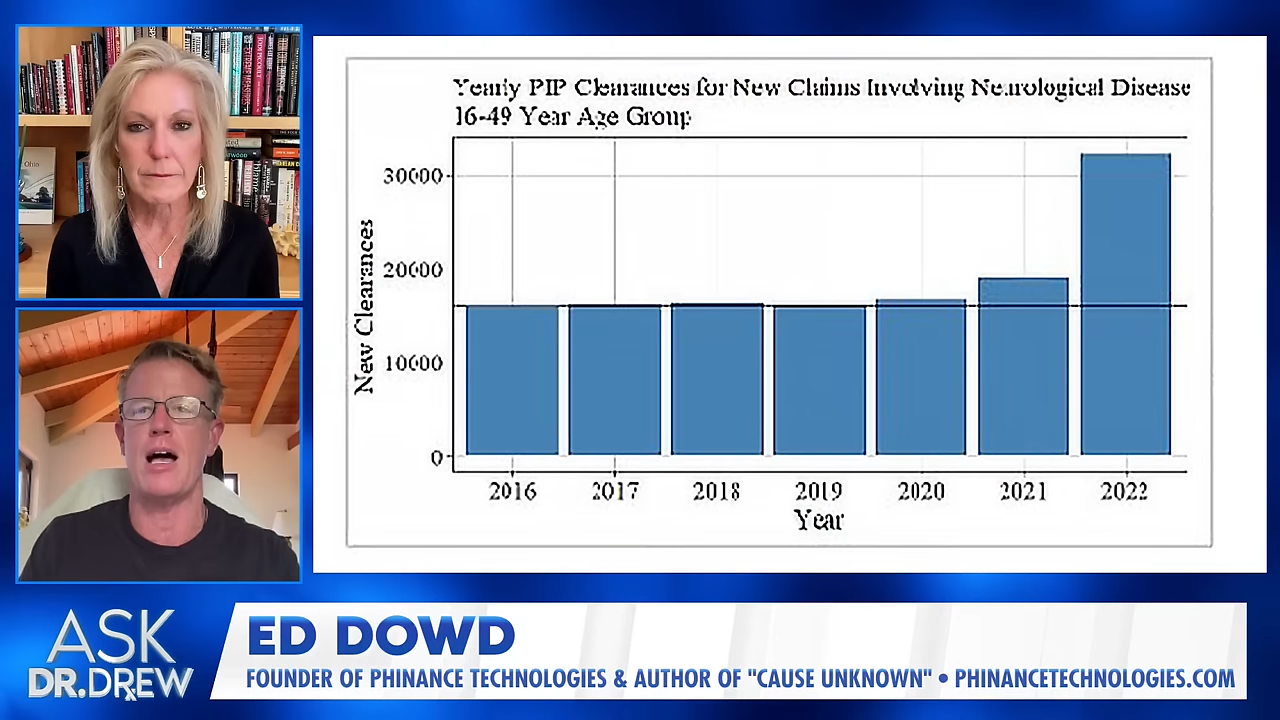 Yearly PIP Clearances for New Claims Involving Neurological Disease
16-49 Year Age Group
New Clearances
30000
20000
10000
0
2016 2017 2018 2019 2020 2021 2022
Year
ASK
DR.DREW
ED DOWD
FOUNDER OF PHINANCE TECHNOLOGIES & AUTHOR OF "CAUSE UNKNOWN" • PHINANCETECHNOLOGIES.COM